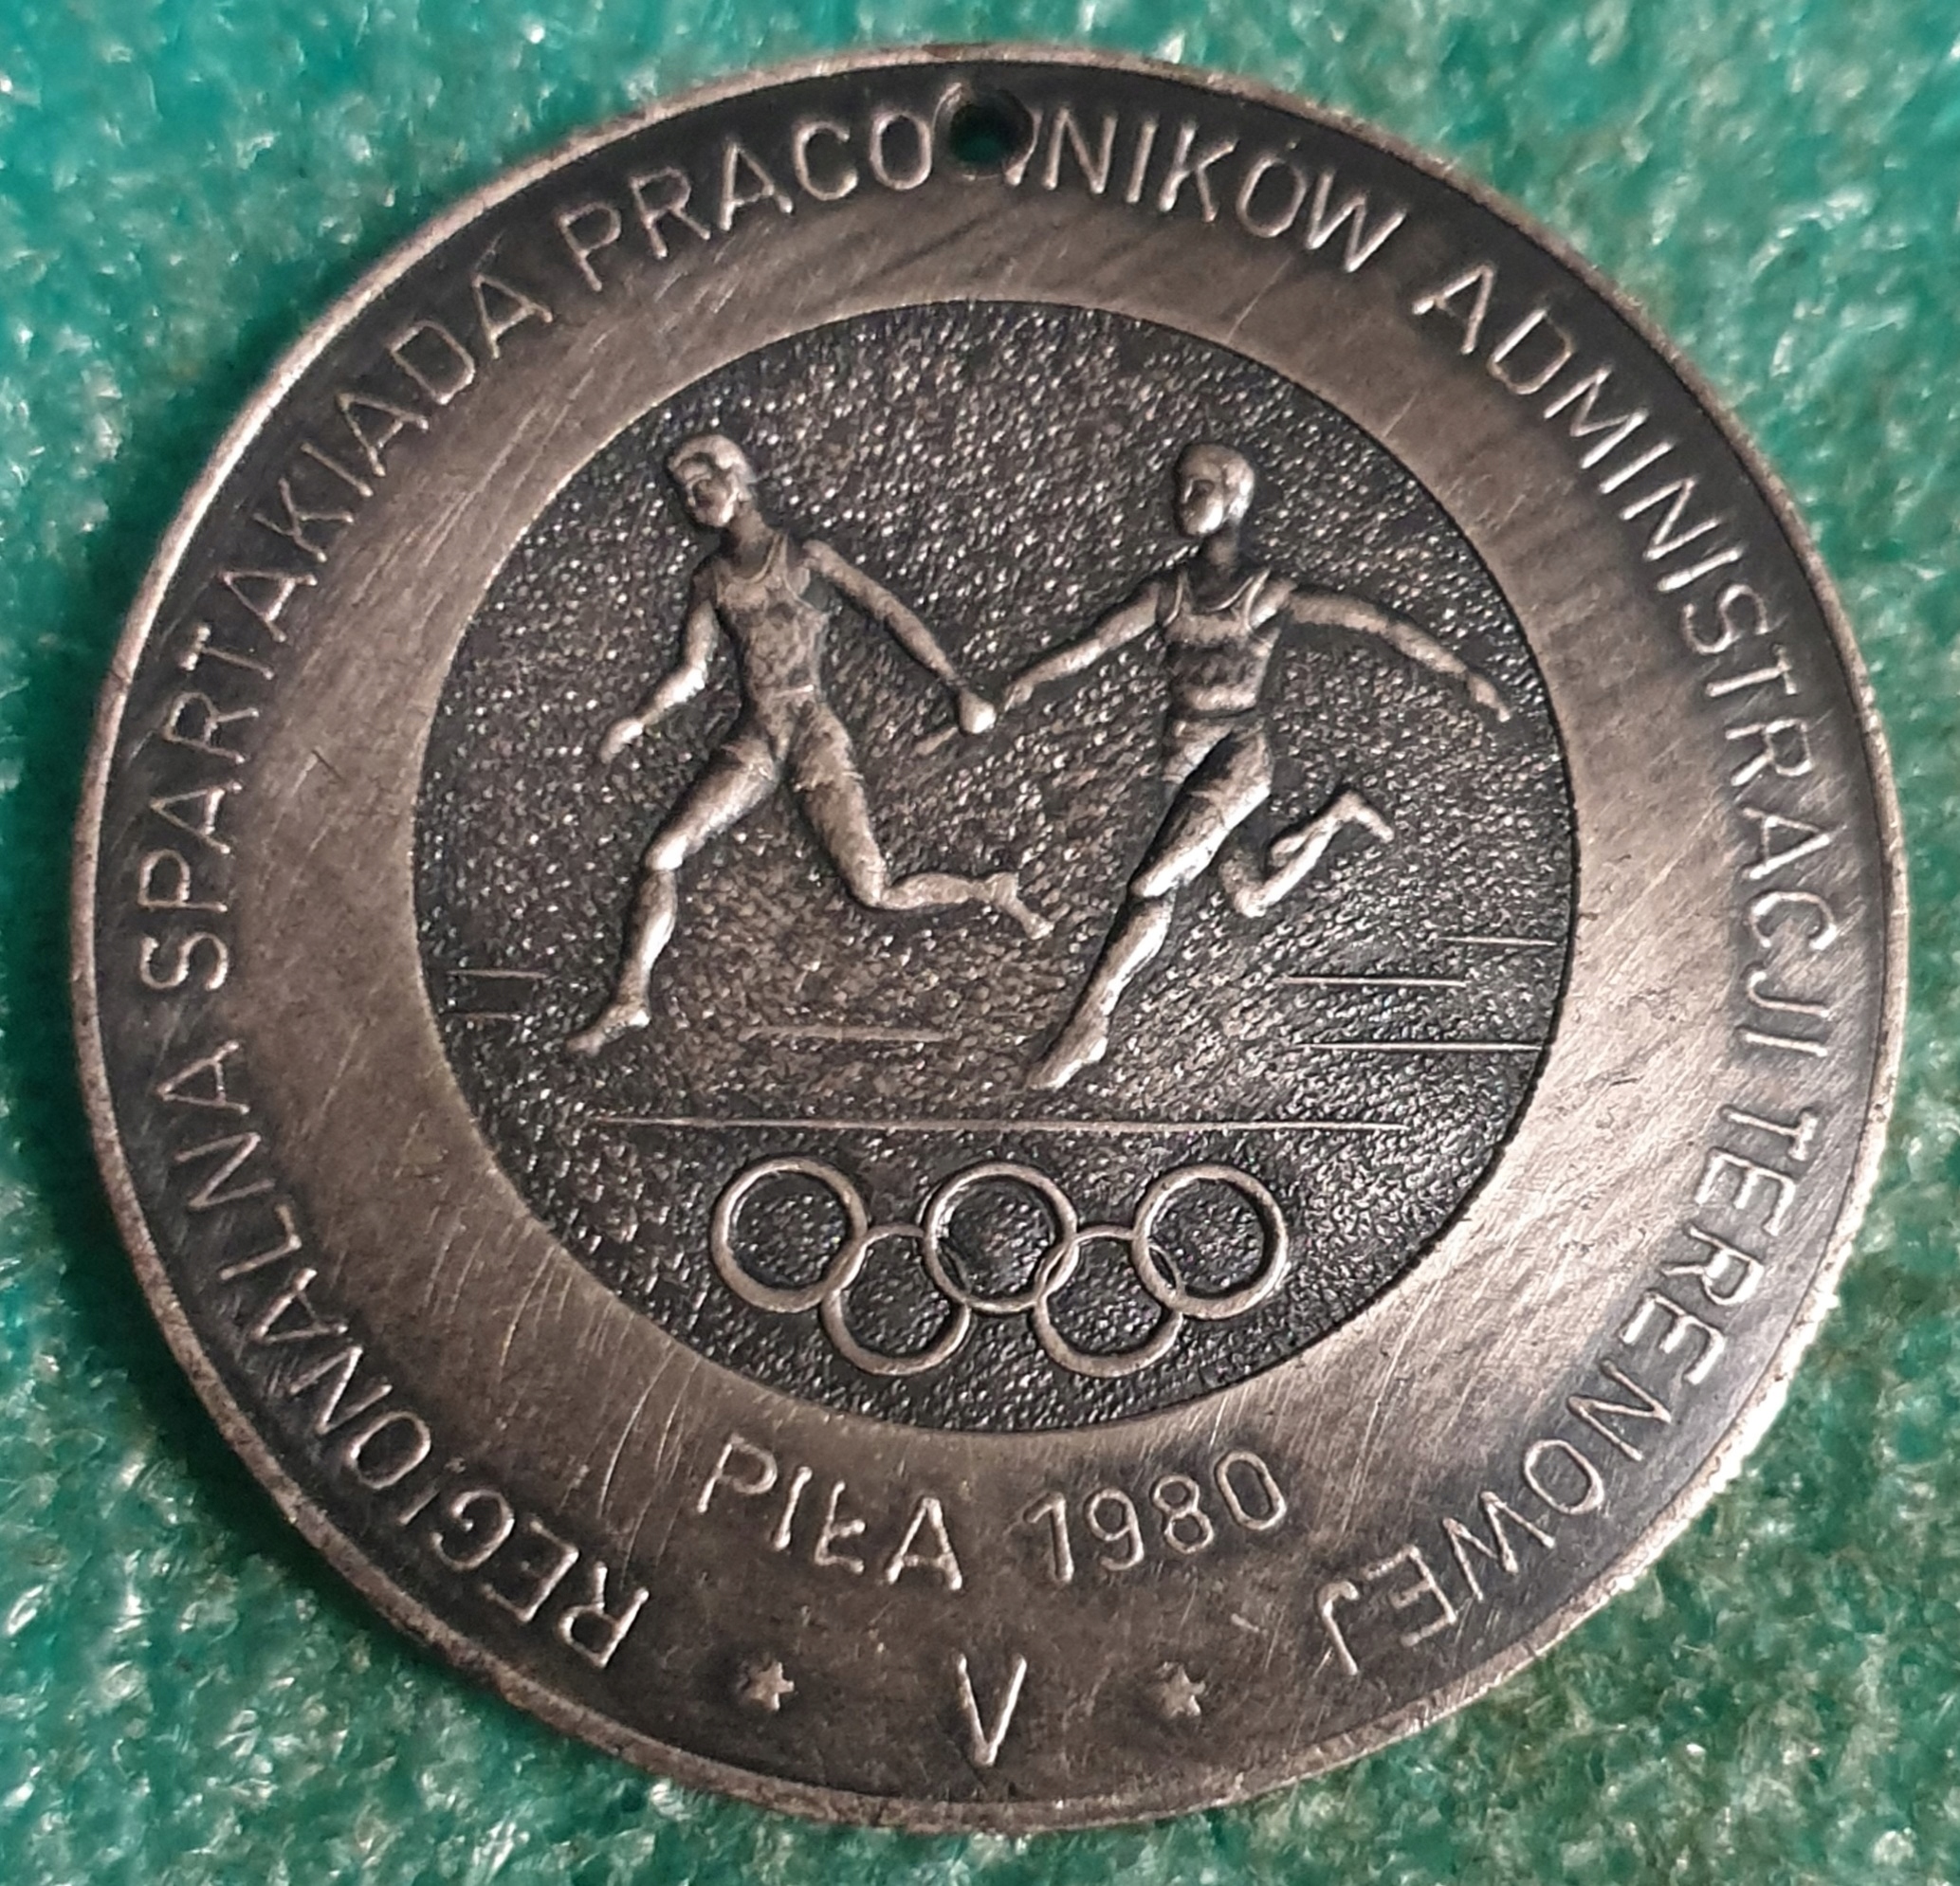 REGIONALNA SPARTAKIADA PRACOWNIKÓW ADMINISTRACJI TERENOWEJ
PIŁA 1980
V